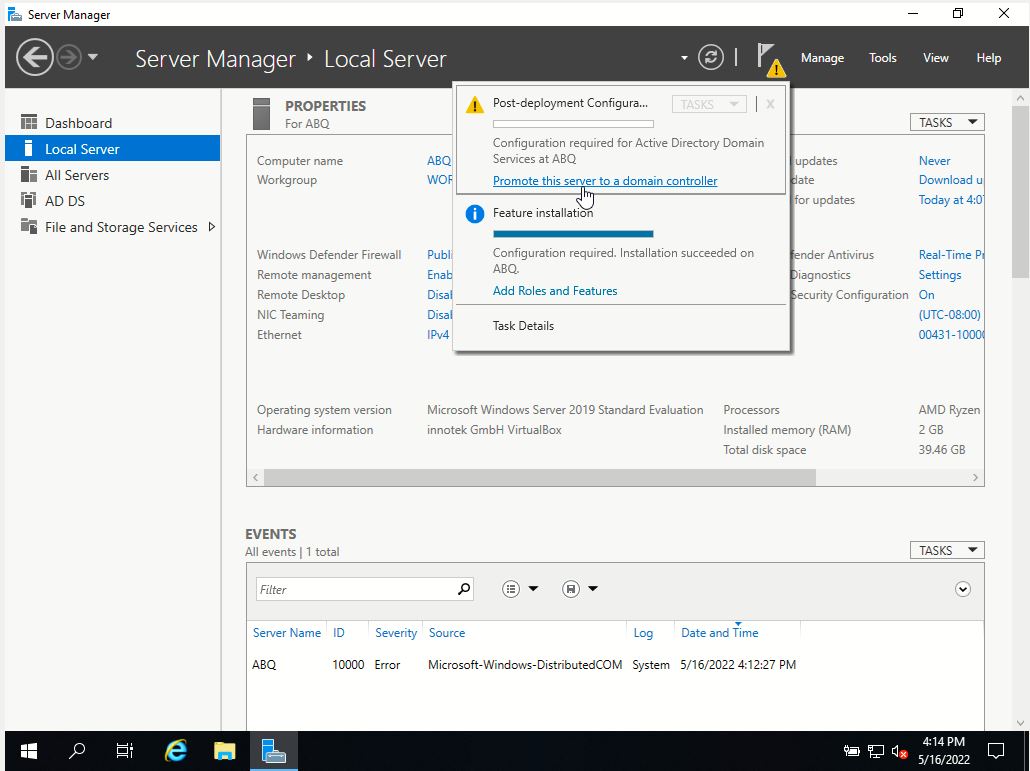 Server Manager
Server Manager • Local Server
Manage Tools View Help
Dashboard
Local Server
All Servers
AD DS
File and Storage Services
PROPERTIES
For ABQ
TASKS
Computer name ABQ
Workgroup WOR
updates Never
date Download u
for updates Today at 4:07
Windows Defender Firewall Publi
Remote management Enab
Remote Desktop Disal
NIC Teaming Disal
Ethernet IPv4
fender Antivirus Real-Time Pr
Diagnostics Settings
Security Configuration On
(UTC-08:00)
00431-1000
Operating system version Microsoft Windows Server 2019 Standard Evaluation
Hardware information innotek GmbH VirtualBox
Processors AMD Ryzen
Installed memory (RAM) 2 GB
Total disk space 39.46 GB
Post-deployment Configura...
TASKS
X
Configuration required for Active Directory Domain
Services at ABQ
Promote this server to a domain controller
Feature installation
Configuration required. Installation succeeded on
ABQ.
Add Roles and Features
Task Details
EVENTS
All events | 1 total
TASKS
Filter
Server Name ID Severity Source Log Date and Time
ABQ 10000 Error Microsoft-Windows-DistributedCOM System 5/16/2022 4:12:27 PM
4:14 PM
5/16/2022